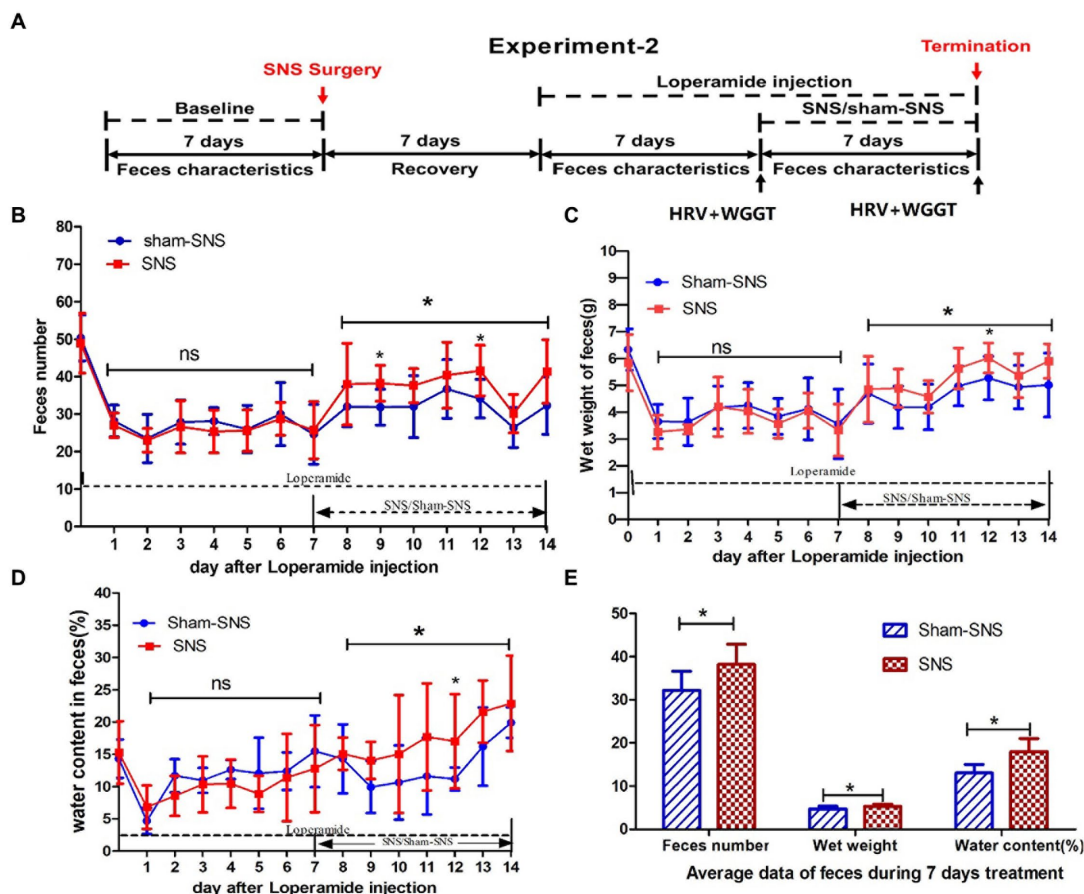 A
Experiment-2
Termination
SNS Surgery
Loperamide injection
Baseline
SNS/sham-SNS
7 days 7 days 7 days 7 days
Feces characteristics Recovery Feces characteristics Feces characteristics
HRV+WGGT HRV+WGGT
B
80
70
60
50
40
30
20
10
0
Feces number
sham-SNS
SNS
ns
*
* *
Loperamide
SNS/Sham-SNS
1 2 3 4 5 6 7 8 9 10 11 12 13 14
day after Loperamide injection
C
10
9
8
7
6
5
4
3
2
1
0
Wet weight of feces(g)
Sham-SNS
SNS
ns
*
*
Loperamide
SNS/Sham-SNS
0 1 2 3 4 5 6 7 8 9 10 11 12 13 14
day after Loperamide injection
D
40
35
30
25
20
15
10
5
0
water content in feces(%)
Sham-SNS
SNS
ns
*
*
Loperamide
SNS/Sham-SNS
1 2 3 4 5 6 7 8 9 10 11 12 13 14
day after Loperamide injection
E
50
40
30
20
10
0
Sham-SNS
SNS
* * *
Feces number Wet weight Water content(%)
Average data of feces during 7 days treatment